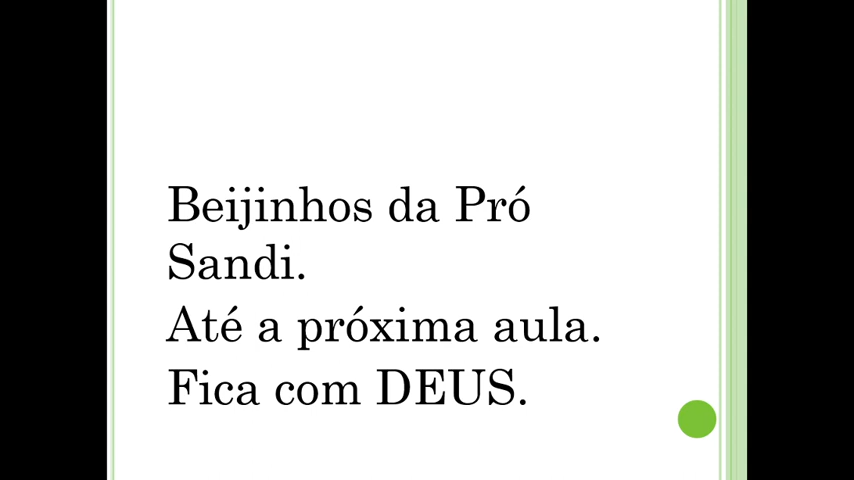 Beijinhos da Pró
Sandi.
Até a próxima aula.
Fica com DEUS.